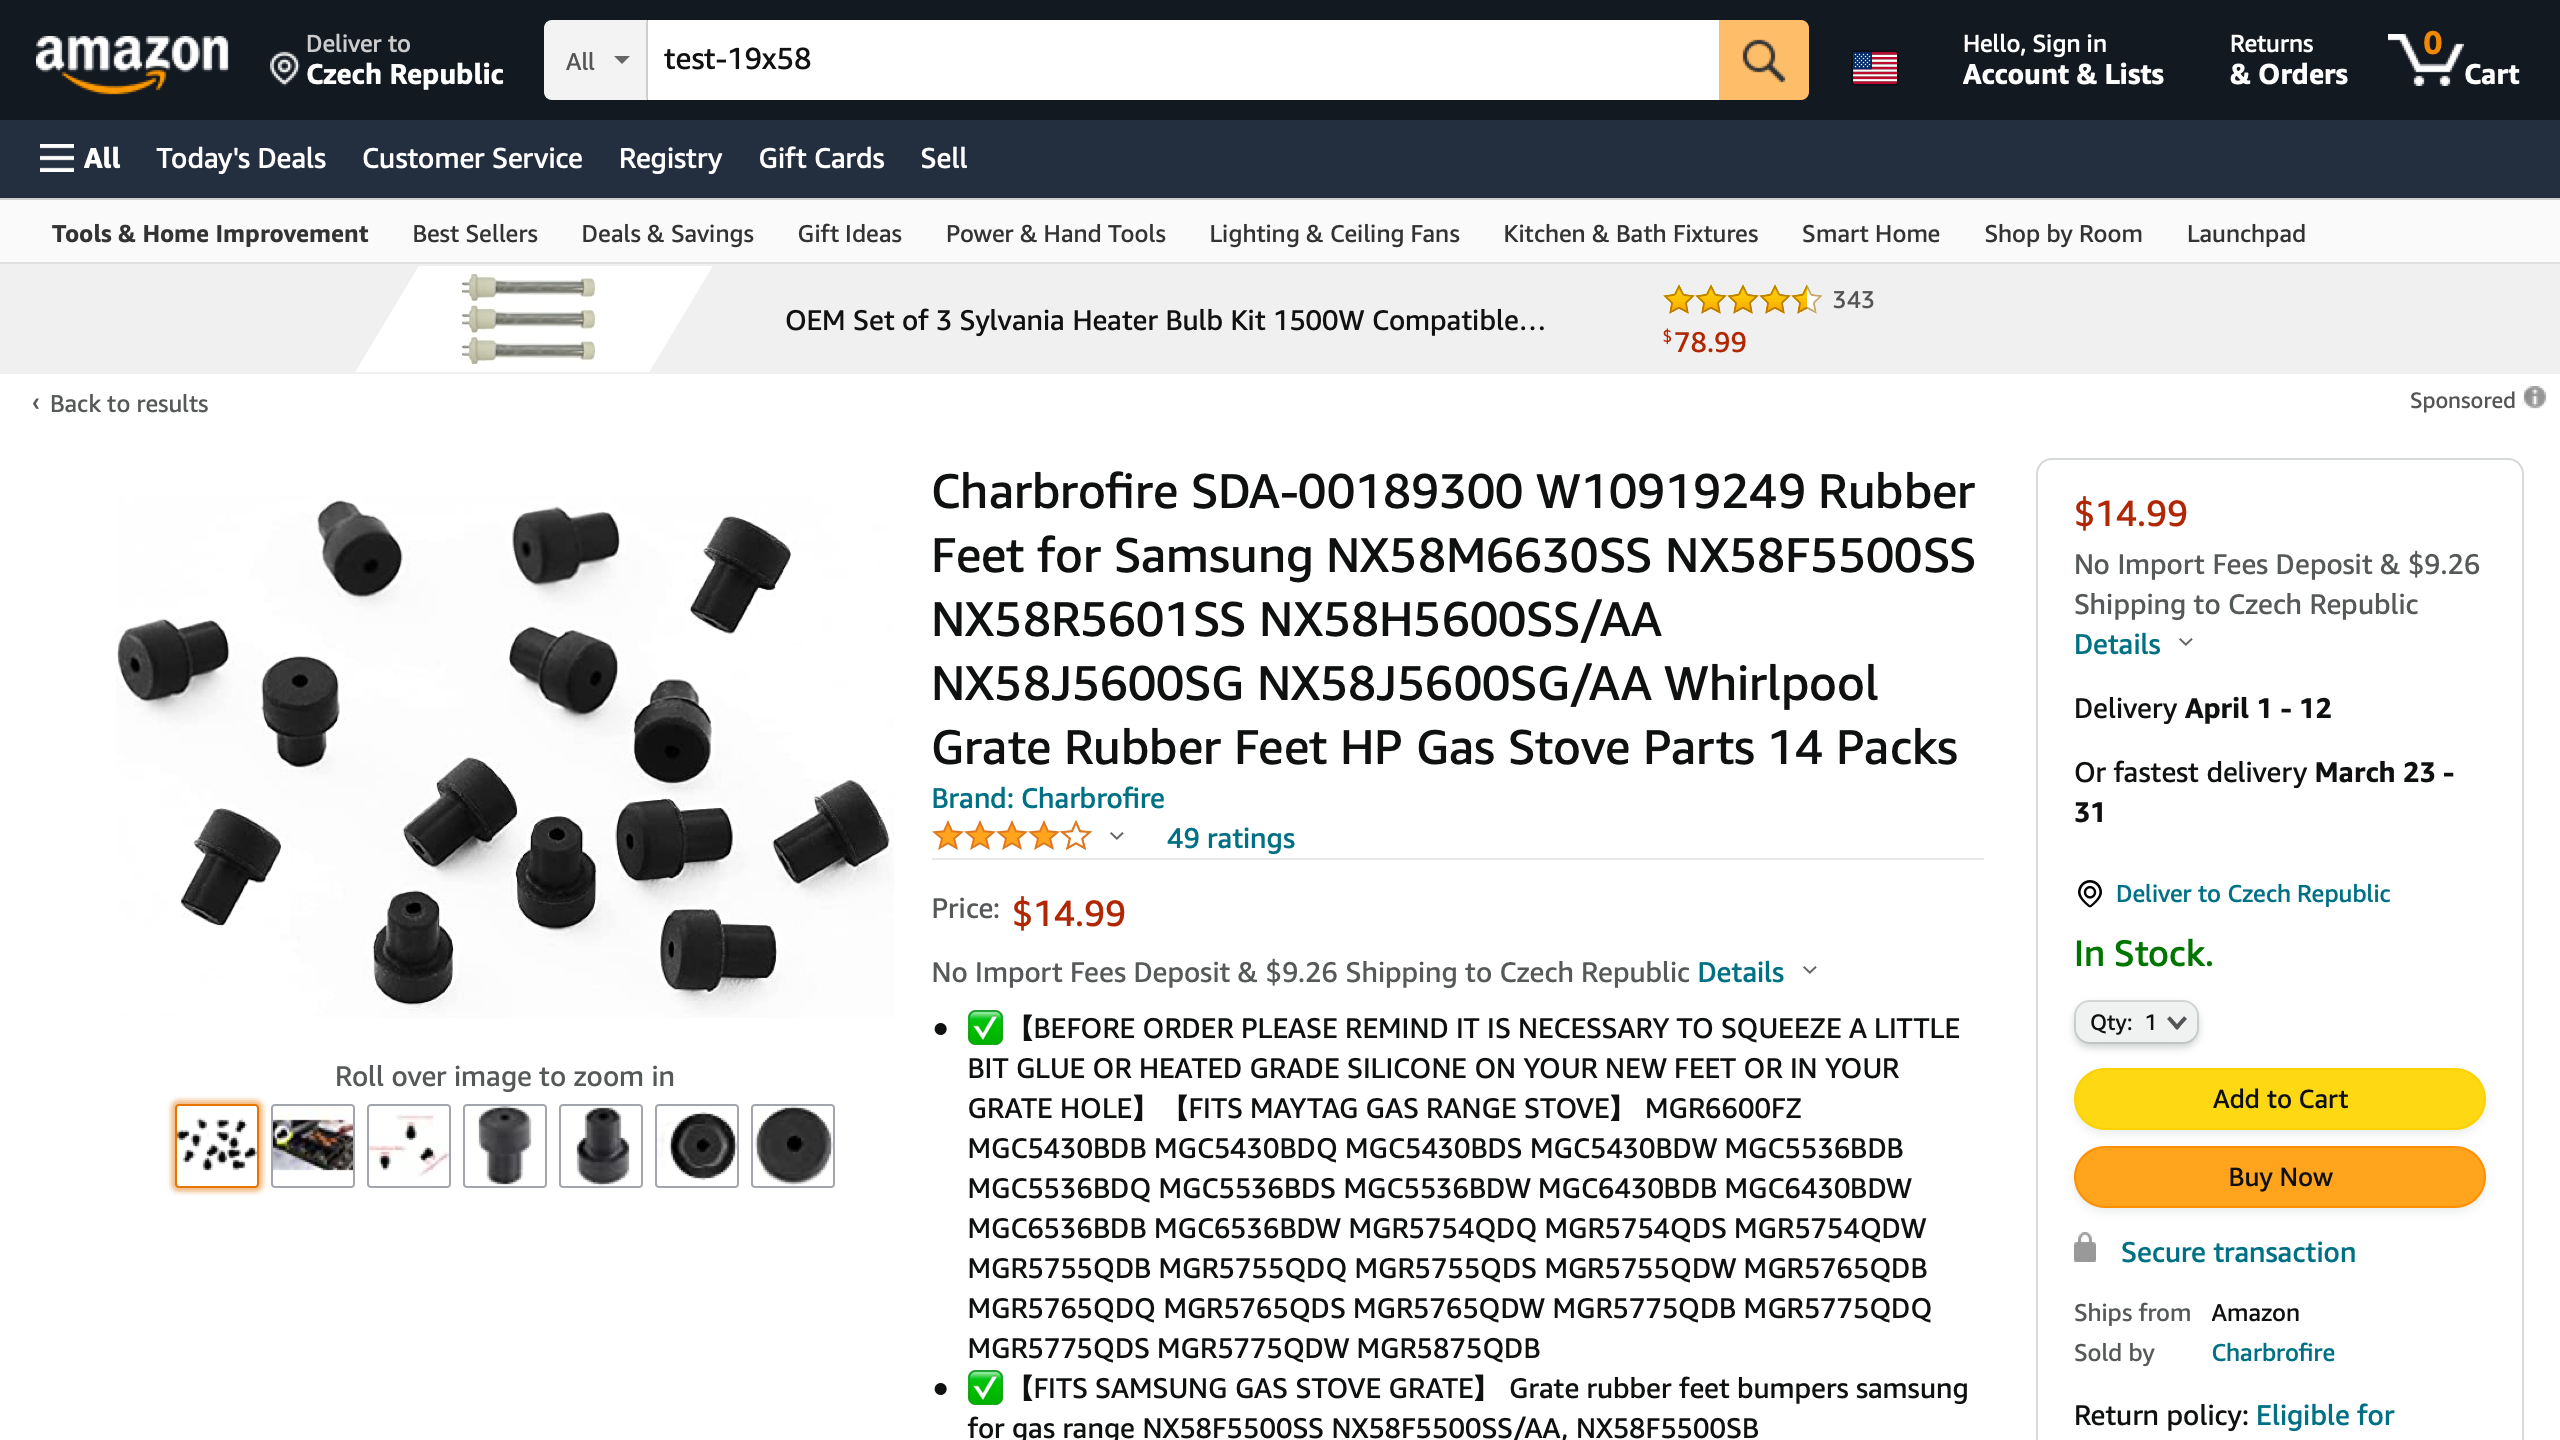 amazon
Deliver to
Czech Republic
All
test-19x58
Hello, Sign in
Account & Lists
Returns
& Orders
0
Cart
All
Today's Deals
Customer Service
Registry
Gift Cards
Sell
Tools & Home Improvement
Best Sellers
Deals & Savings
Gift Ideas
Power & Hand Tools
Lighting & Ceiling Fans
Kitchen & Bath Fixtures
Smart Home
Shop by Room
Launchpad
OEM Set of 3 Sylvania Heater Bulb Kit 1500W Compatible…
343
$78.99
‹ Back to results
Sponsored
Roll over image to zoom in
Charbrofire SDA-00189300 W10919249 Rubber
Feet for Samsung NX58M6630SS NX58F5500SS
NX58R5601SS NX58H5600SS/AA
NX58J5600SG NX58J5600SG/AA Whirlpool
Grate Rubber Feet HP Gas Stove Parts 14 Packs
Brand: Charbrofire
49 ratings
Price: $14.99
No Import Fees Deposit & $9.26 Shipping to Czech Republic Details
• ✅【BEFORE ORDER PLEASE REMIND IT IS NECESSARY TO SQUEEZE A LITTLE
BIT GLUE OR HEATED GRADE SILICONE ON YOUR NEW FEET OR IN YOUR
GRATE HOLE】【FITS MAYTAG GAS RANGE STOVE】 MGR6600FZ
MGC5430BDB MGC5430BDQ MGC5430BDS MGC5430BDW MGC5536BDB
MGC5536BDQ MGC5536BDS MGC5536BDW MGC6430BDB MGC6430BDW
MGC6536BDB MGC6536BDW MGR5754QDQ MGR5754QDS MGR5754QDW
MGR5755QDB MGR5755QDQ MGR5755QDS MGR5755QDW MGR5765QDB
MGR5765QDQ MGR5765QDS MGR5765QDW MGR5775QDB MGR5775QDQ
MGR5775QDS MGR5775QDW MGR5875QDB
• ✅【FITS SAMSUNG GAS STOVE GRATE】 Grate rubber feet bumpers samsung
for gas range NX58F5500SS NX58F5500SS/AA, NX58F5500SB
$14.99
No Import Fees Deposit & $9.26
Shipping to Czech Republic
Details
Delivery April 1 - 12
Or fastest delivery March 23 -
31
Deliver to Czech Republic
In Stock.
Qty: 1
Add to Cart
Buy Now
Secure transaction
Ships from Amazon
Sold by Charbrofire
Return policy: Eligible for